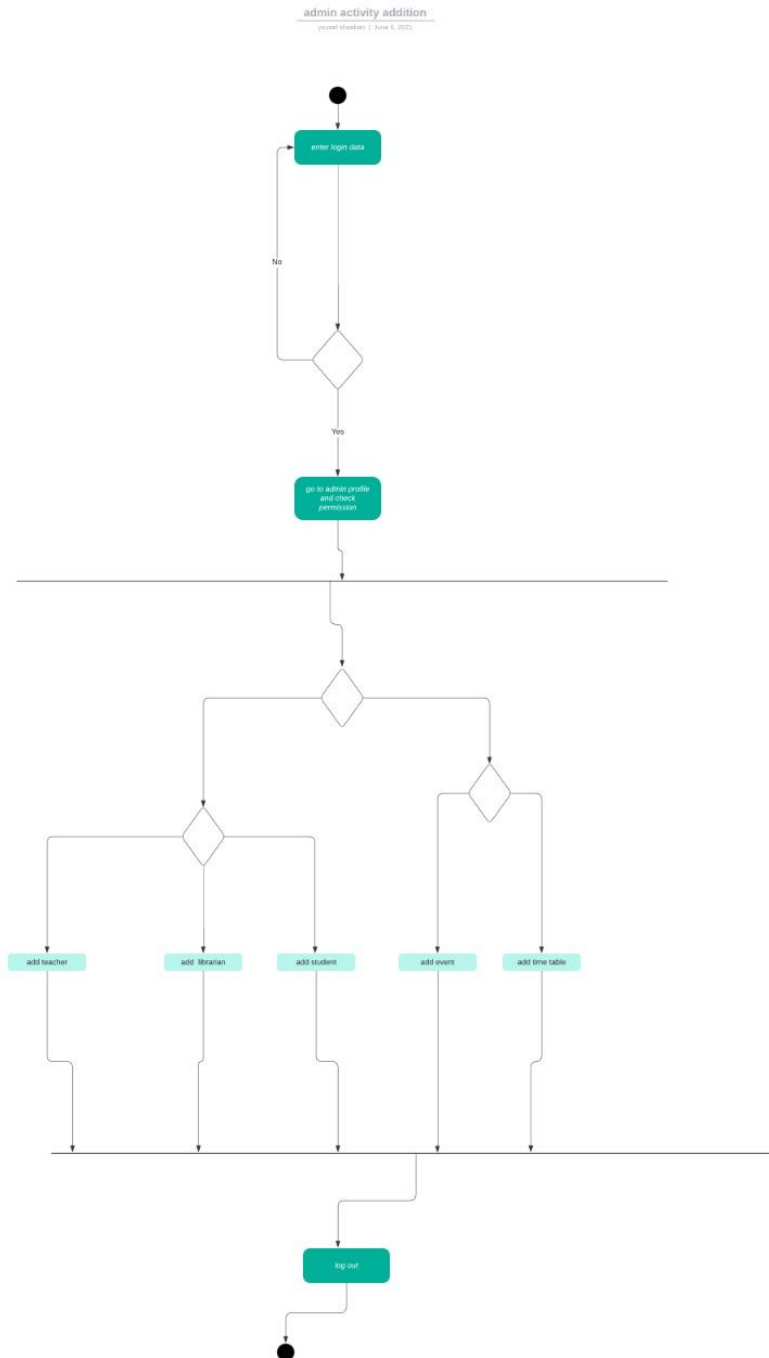 admin activity addition
yousef shaaban | June 6, 2021
enter login data
No
Yes
go to admin profile
and check
permission
add teacher
add librarian
add student
add event
add time table
log out